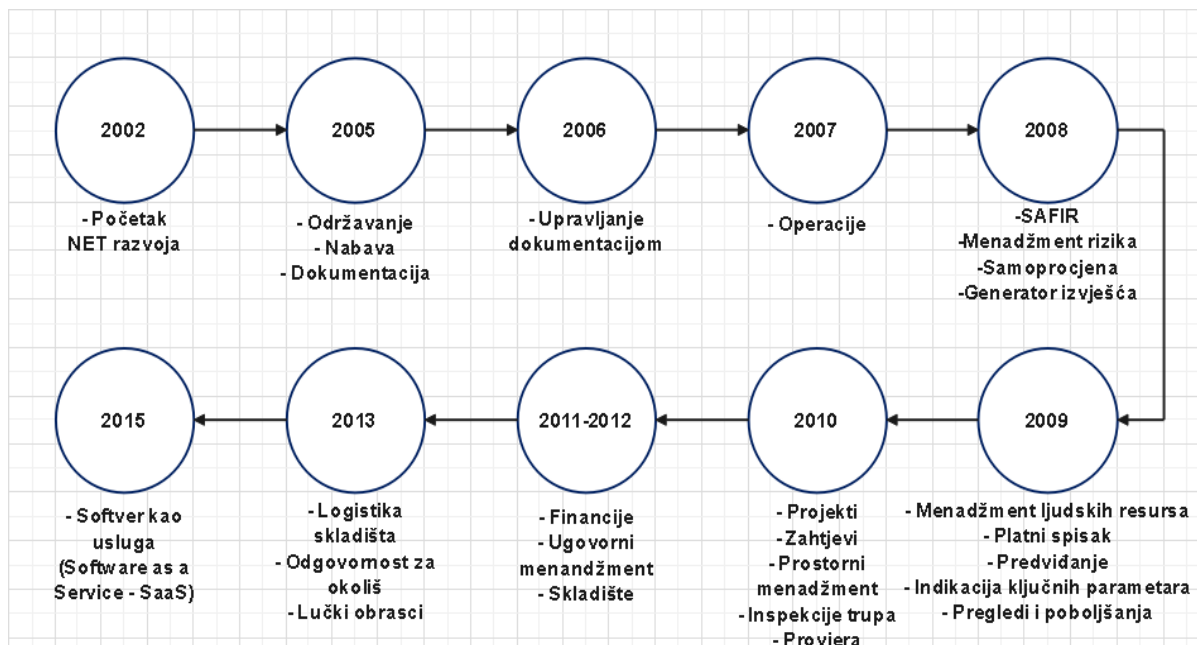 2002
- Početak
NET razvoja
2005
- Održavanje
- Nabava
- Dokumentacija
2006
- Upravljanje
dokumentacijom
2007
- Operacije
2008
-SAFIR
-Menadžment rizika
-Samoprocjena
-Generator izvješća
2015
- Softver kao
usluga
(Software as a
Service - SaaS)
2013
- Logistika
skladišta
- Odgovornost za
okoliš
- Lučki obrasci
2011-2012
- Financije
- Ugovorni
menandžment
- Skladište
2010
- Projekti
- Zahtjevi
- Prostorni
menadžment
- Inspekcije trupa
- Provjera
2009
- Menadžment ljudskih resursa
- Platni spisak
- Predviđanje
- Indikacija ključnih parametara
- Pregledi i poboljšanja